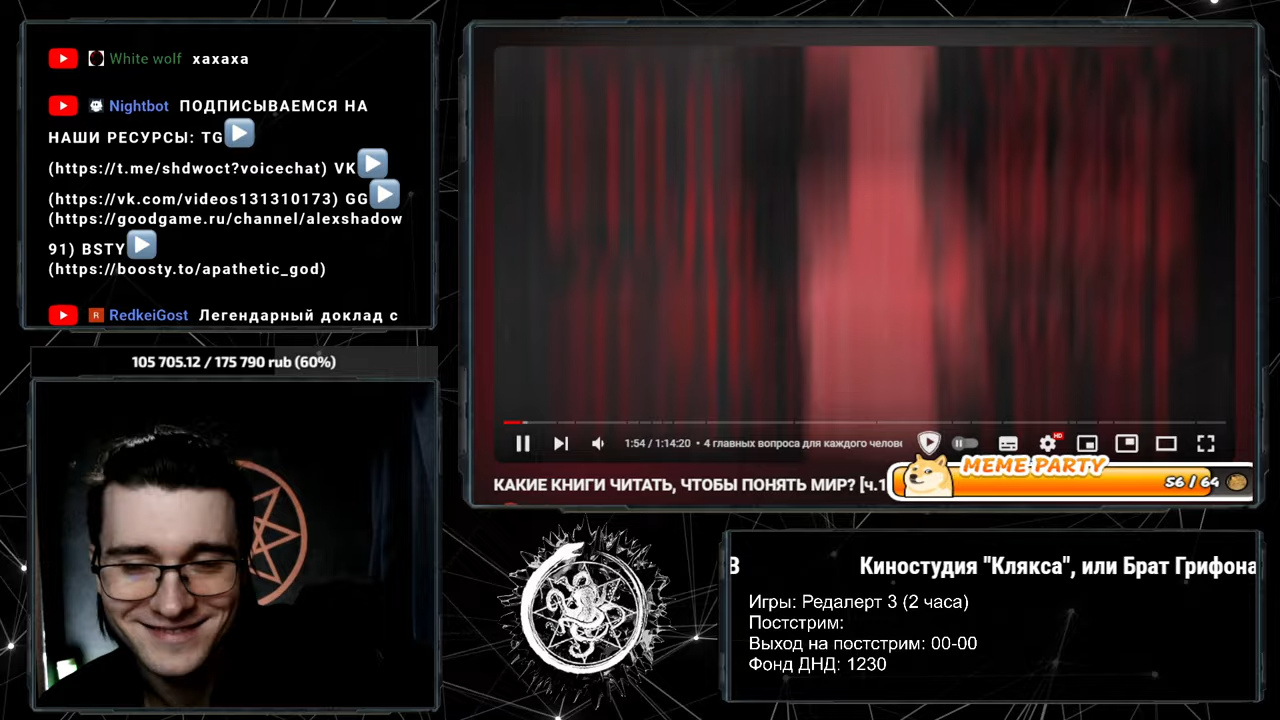 White wolf хахаха
Nightbot ПОДПИСЫВАЕМСЯ НА
НАШИ РЕСУРСЫ: TG
(https://t.me/shdwoct?voicechat) VK
(https://vk.com/videos131310173) GG
(https://goodgame.ru/channel/alexshadow
91) BSTY
(https://boosty.to/apathetic_god)
R RedkeiGost Легендарный доклад с
105 705.12 / 175 790 rub (60%)
1:54 / 1:14:20 • 4 главных вопроса для каждого челове
HD
КАКИЕ КНИГИ ЧИТАТЬ, ЧТОБЫ ПОНЯТЬ МИР? [ч.1
MEME PARTY
56 / 64
В Киностудия "Клякса", или Брат Грифона
Игры: Редалерт 3 (2 часа)
Постстрим:
Выход на постстрим: 00-00
Фонд ДНД: 1230